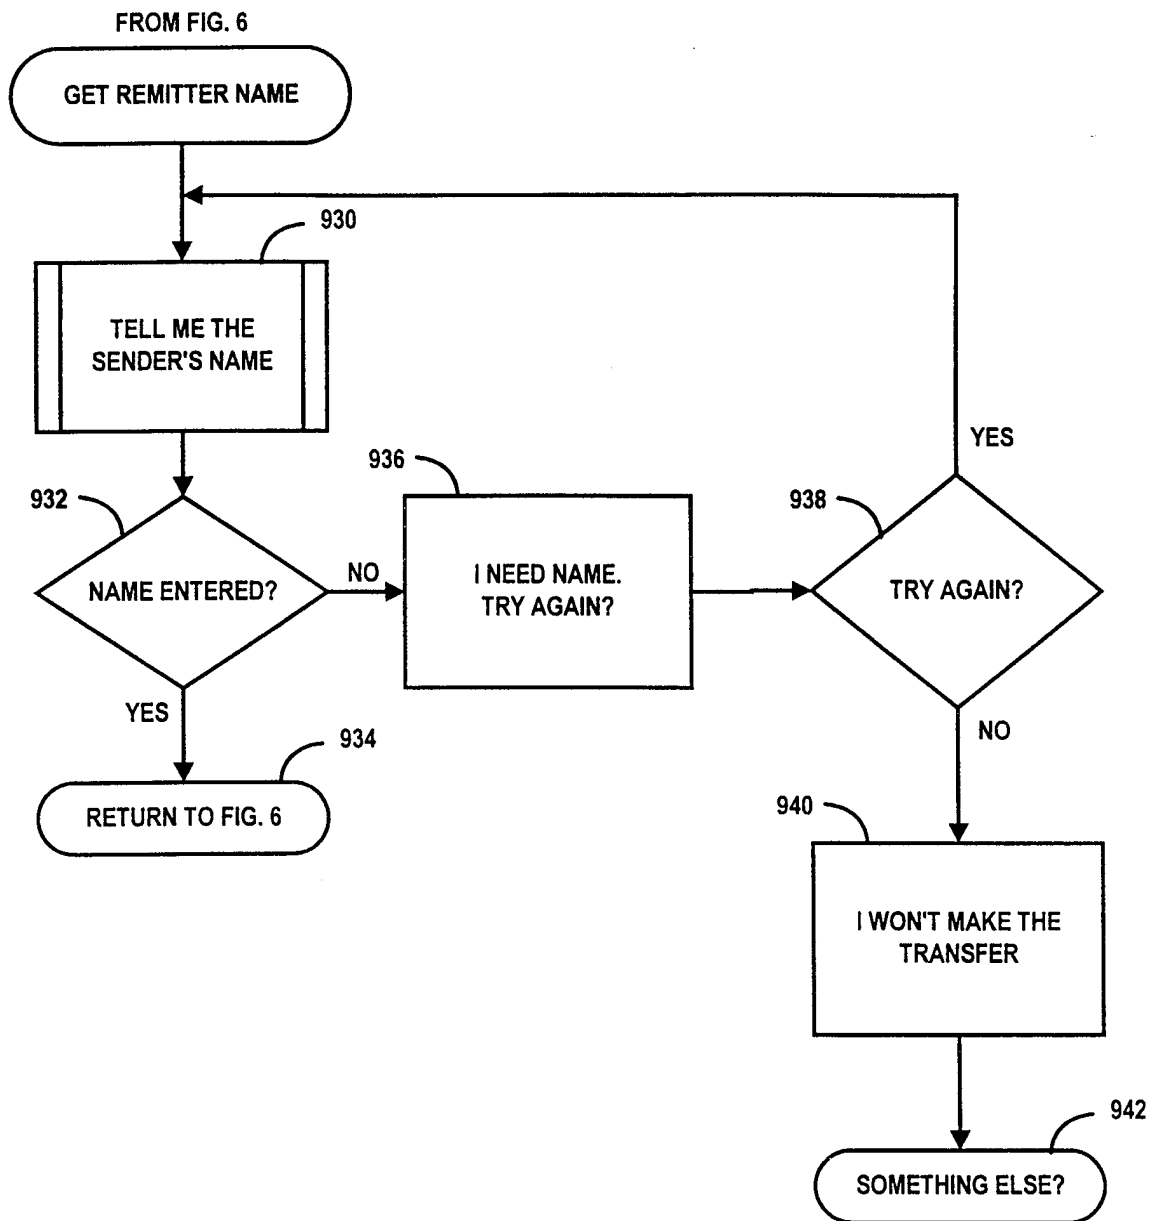 FROM FIG. 6
GET REMITTER NAME
930
TELL ME THE
SENDER'S NAME
932
NAME ENTERED?
NO
YES
934
RETURN TO FIG. 6
936
I NEED NAME.
TRY AGAIN?
938
TRY AGAIN?
YES
NO
940
I WON'T MAKE THE
TRANSFER
942
SOMETHING ELSE?